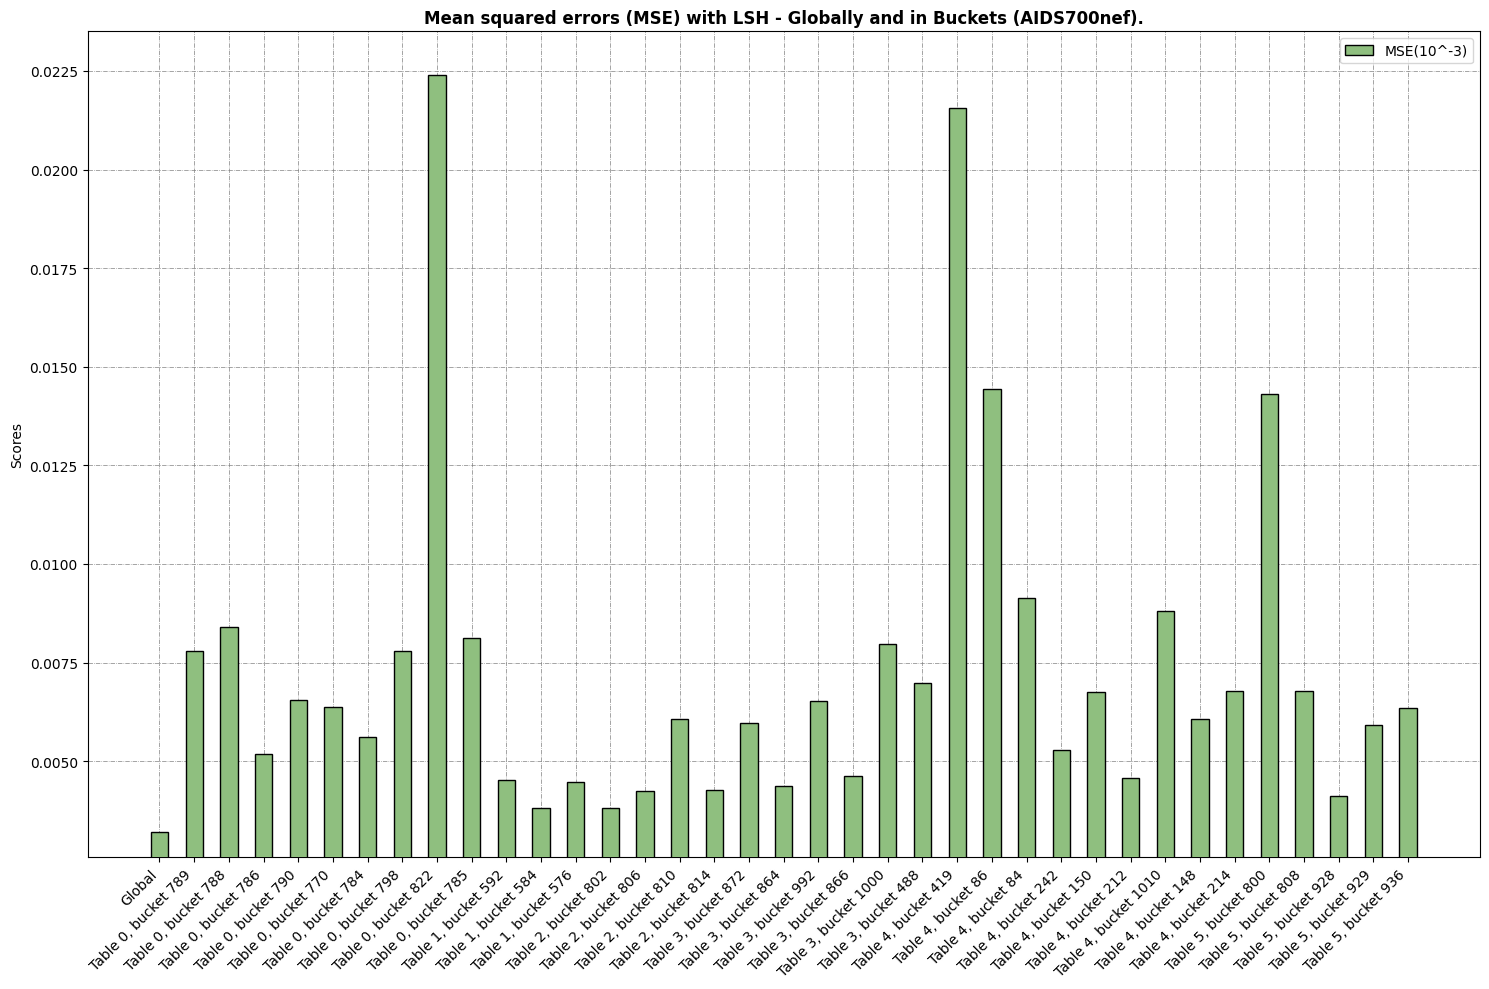 Mean squared errors (MSE) with LSH - Globally and in Buckets (AIDS700nef).
MSE(10^-3)
Scores
0.0225
0.0200
0.0175
0.0150
0.0125
0.0100
0.0075
0.0050
Global
Table 0, bucket 789
Table 0, bucket 788
Table 0, bucket 786
Table 0, bucket 790
Table 0, bucket 770
Table 0, bucket 784
Table 0, bucket 798
Table 0, bucket 822
Table 0, bucket 785
Table 1, bucket 592
Table 1, bucket 584
Table 1, bucket 576
Table 2, bucket 802
Table 2, bucket 806
Table 2, bucket 810
Table 2, bucket 814
Table 3, bucket 872
Table 3, bucket 864
Table 3, bucket 992
Table 3, bucket 866
Table 3, bucket 1000
Table 3, bucket 488
Table 4, bucket 419
Table 4, bucket 86
Table 4, bucket 84
Table 4, bucket 242
Table 4, bucket 150
Table 4, bucket 212
Table 4, bucket 1010
Table 4, bucket 148
Table 4, bucket 214
Table 5, bucket 800
Table 5, bucket 808
Table 5, bucket 928
Table 5, bucket 929
Table 5, bucket 936